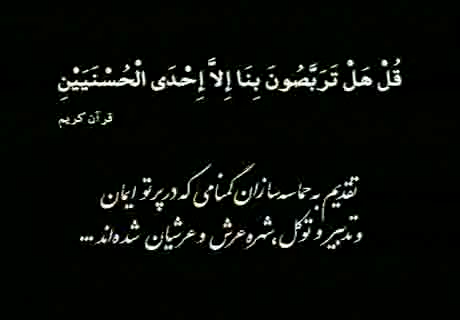 قُلْ هَلْ تَرَبَّصُونَ بِنَا إِلاَّ إِحْدَى الْحُسْنَيَيْنِ
قرآن کریم
تقدیم به حماسه‌سازان گمنامی که در پرتو ایمان
و تدبیر و توکل، شهره عرش و عرشیان شده‌اند ...